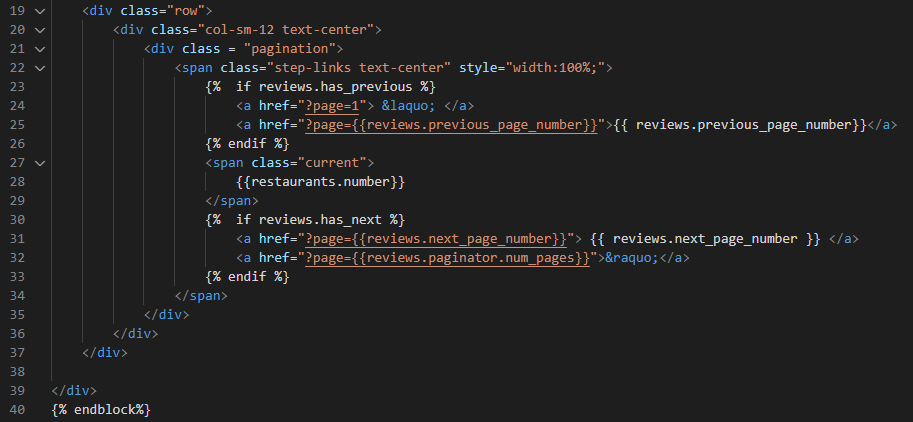 19 <div class="row">
20 <div class="col-sm-12 text-center">
21 <div class = "pagination">
22 <span class="step-links text-center" style="width:100%;">
23 {%  if reviews.has_previous %}
24 <a href="?page=1"> &laquo; </a>
25 <a href="?page={{reviews.previous_page_number}}">{{ reviews.previous_page_number}}</a>
26 {% endif %}
27 <span class="current">
28 {{restaurants.number}}
29 </span>
30 {%  if reviews.has_next %}
31 <a href="?page={{reviews.next_page_number}}"> {{ reviews.next_page_number }} </a>
32 <a href="?page={{reviews.paginator.num_pages}}">&raquo;</a>
33 {% endif %}
34 </span>
35 </div>
36 </div>
37 </div>
38
39 </div>
40 {% endblock%}